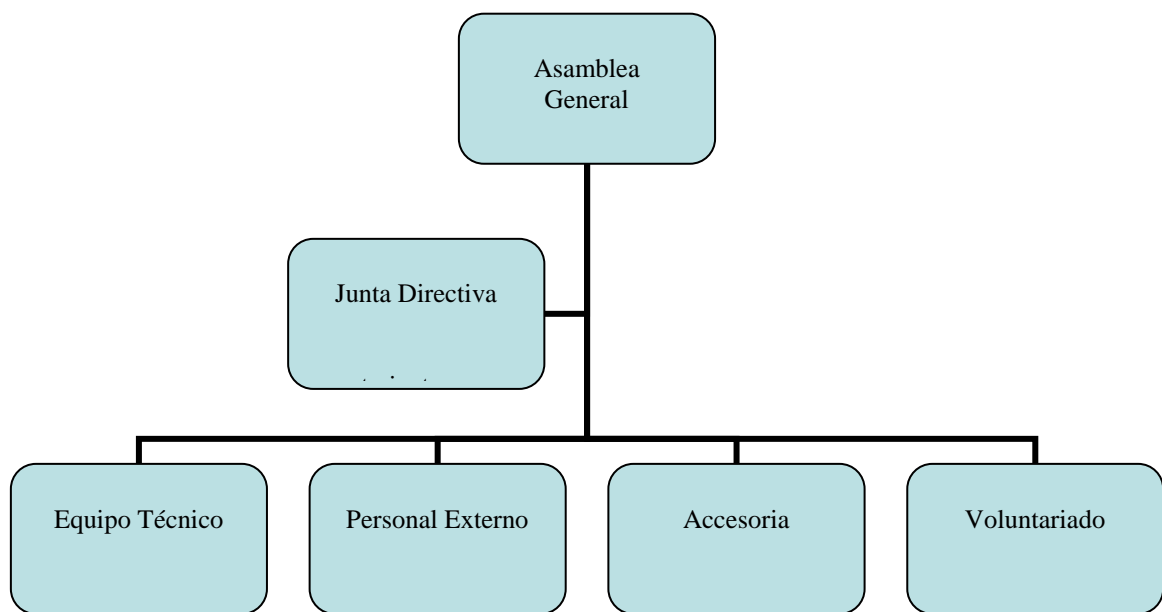 Asamblea
General
Junta Directiva
Equipo Técnico
Personal Externo
Accesoria
Voluntariado